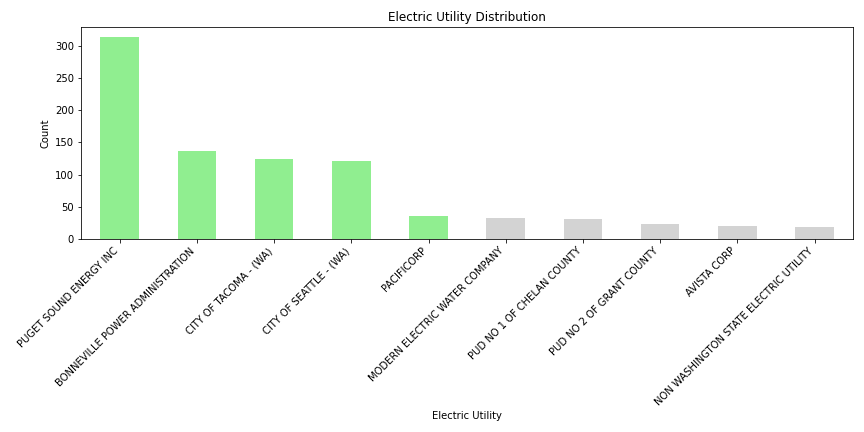 Electric Utility Distribution
Count
300
250
200
150
100
50
0
PUGET SOUND ENERGY INC
BONNEVILLE POWER ADMINISTRATION
CITY OF TACOMA - (WA)
CITY OF SEATTLE - (WA)
PACIFICORP
MODERN ELECTRIC WATER COMPANY
PUD NO 1 OF CHELAN COUNTY
PUD NO 2 OF GRANT COUNTY
AVISTA CORP
NON WASHINGTON STATE ELECTRIC UTILITY
Electric Utility